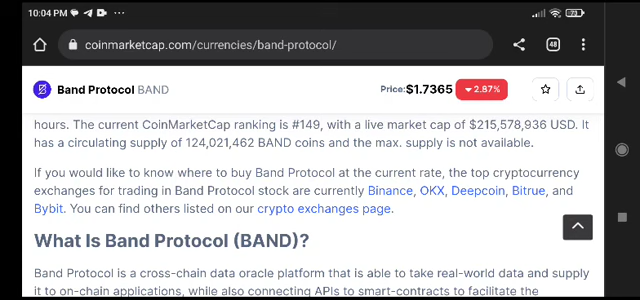 10:04 PM
73
coinmarketcap.com/currencies/band-protocol/
48
Band Protocol BAND
Price:$1.7365
2.87%
hours. The current CoinMarketCap ranking is #149, with a live market cap of $215,578,936 USD. It
has a circulating supply of 124,021,462 BAND coins and the max. supply is not available.
If you would like to know where to buy Band Protocol at the current rate, the top cryptocurrency
exchanges for trading in Band Protocol stock are currently Binance, OKX, Deepcoin, Bitrue, and
Bybit. You can find others listed on our crypto exchanges page.
What Is Band Protocol (BAND)?
Band Protocol is a cross-chain data oracle platform that is able to take real-world data and supply
it to on-chain applications, while also connecting APIs to smart-contracts to facilitate the